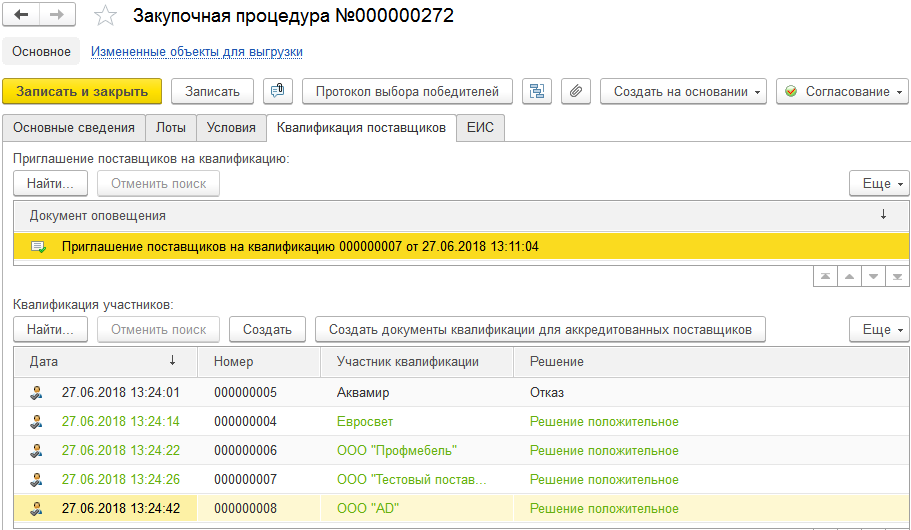 Закупочная процедура №000000272
Основное Измененные объекты для выгрузки
Записать и закрыть Записать Протокол выбора победителей Создать на основании Согласование
Основные сведения Лоты Условия Квалификация поставщиков ЕИС
Приглашение поставщиков на квалификацию:
Найти... Отменить поиск Еще
Документ оповещения
Приглашение поставщиков на квалификацию 000000007 от 27.06.2018 13:11:04
Квалификация участников:
Найти... Отменить поиск Создать Создать документы квалификации для аккредитованных поставщиков Еще
Дата Номер Участник квалификации Решение
27.06.2018 13:24:01 000000005 Аквамир Отказ
27.06.2018 13:24:14 000000004 Евросвет Решение положительное
27.06.2018 13:24:22 000000006 ООО "Профмебель" Решение положительное
27.06.2018 13:24:26 000000007 ООО "Тестовый постав... Решение положительное
27.06.2018 13:24:42 000000008 ООО "AD" Решение положительное